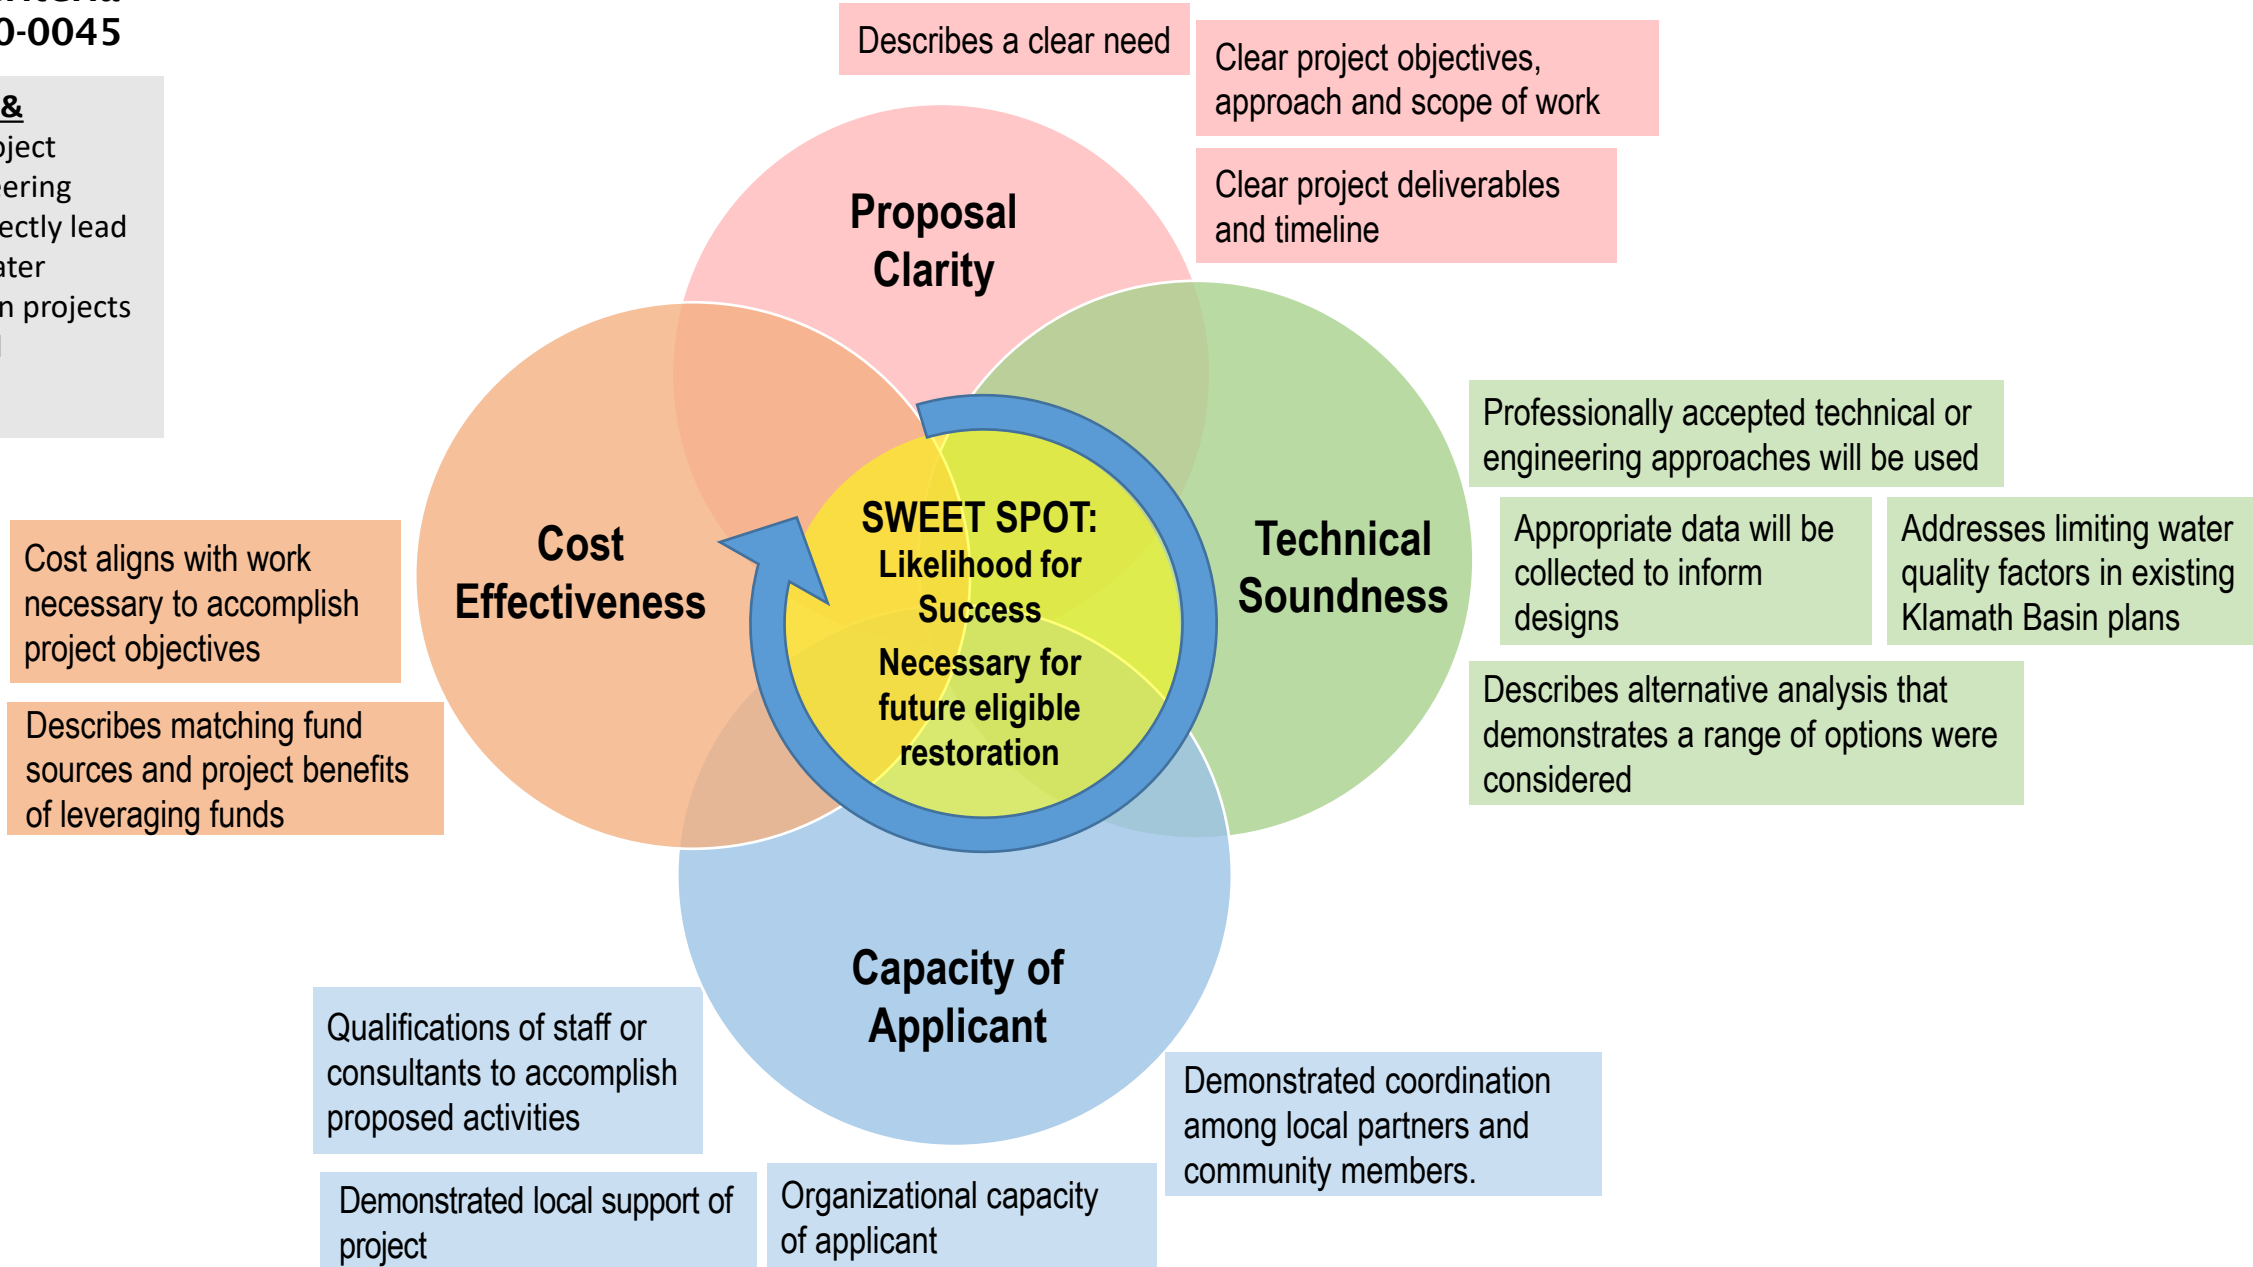 0-0045
&
ject
ering
ectly lead
ater
n projects
Describes a clear need
Clear project objectives,
approach and scope of work
Clear project deliverables
and timeline
Proposal
Clarity
Cost
Effectiveness
Technical
Soundness
Capacity of
Applicant
SWEET SPOT:
Likelihood for
Success
Necessary for
future eligible
restoration
Professionally accepted technical or
engineering approaches will be used
Appropriate data will be
collected to inform
designs
Addresses limiting water
quality factors in existing
Klamath Basin plans
Describes alternative analysis that
demonstrates a range of options were
considered
Cost aligns with work
necessary to accomplish
project objectives
Describes matching fund
sources and project benefits
of leveraging funds
Qualifications of staff or
consultants to accomplish
proposed activities
Demonstrated local support of
project
Organizational capacity
of applicant
Demonstrated coordination
among local partners and
community members.